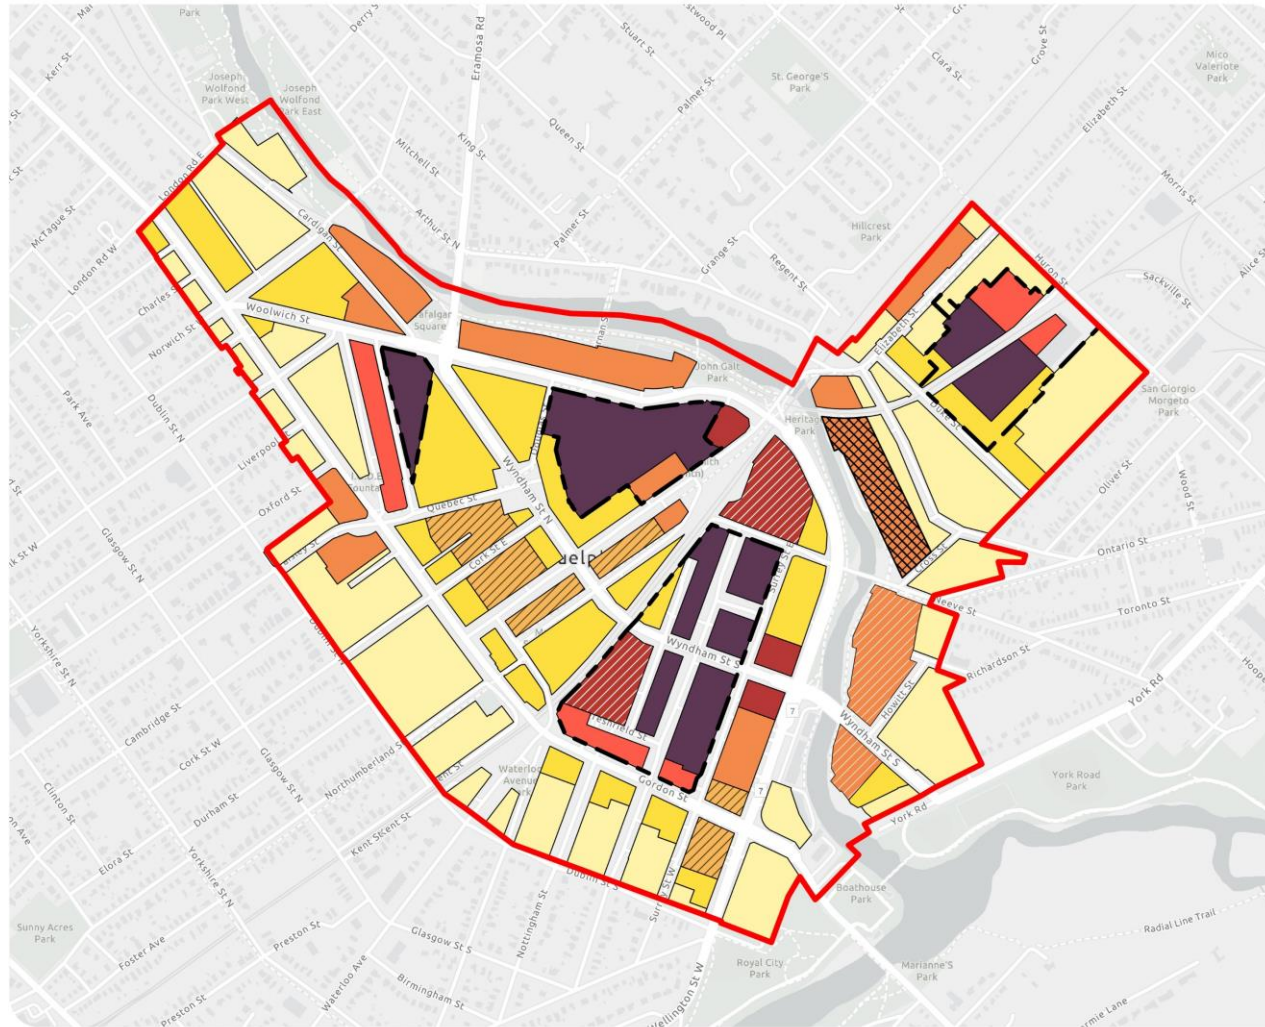 Kerr St
Derry St
Eramosa Rd
Stuart St
Palmer St
Clara St
Grove St
Mico
Valeriote
Park
Joseph
Wolfond
Park West
Joseph
Wolfond
Park East
St. George'S
Park
Elizabeth St
Queen St
King St
Mitchell St
London Rd E
McTague St
Cardigan St
Arthur St N
Palmer St
Grange St
Regent St
Hillcrest
Park
Morris St
Huron St
Sackville St
Alice St
London Rd W
Charles St
Norwich St
Woolwich St
Square
John Galt
Park
Elizabeth St
Duke St
San Giorgio
Morgeto
Park
Park Ave
Dublin St N
Liverpool
Heritage
Park
Oliver St
Wood St
Oxford St
Quebec St
Wyndham St N
Cork St E
Cross St
Ontario St
Glasgow St N
Neeve St
Toronto St
Richardson St
York Rd
Yorkshire St N
Wyndham St S
Howitt St
Cambridge St
Cork St W
Glasgow St N
Northumberland S
7
Wyndham St S
Clinton St
Durham St
Kent St
Gordon St
7
York Road
Park
York Rd
Elora St
Yorkshire St N
Dublin St S
Surrey St W
Nottingham St
Boathouse
Park
Sunny Acres
Park
Preston St
Foster Ave
Glasgow St S
Radial Line Trail
Waterloo Ave
Birmingham St
Royal City
Park
Marianne'S
Park
Preston St
Wellington St W